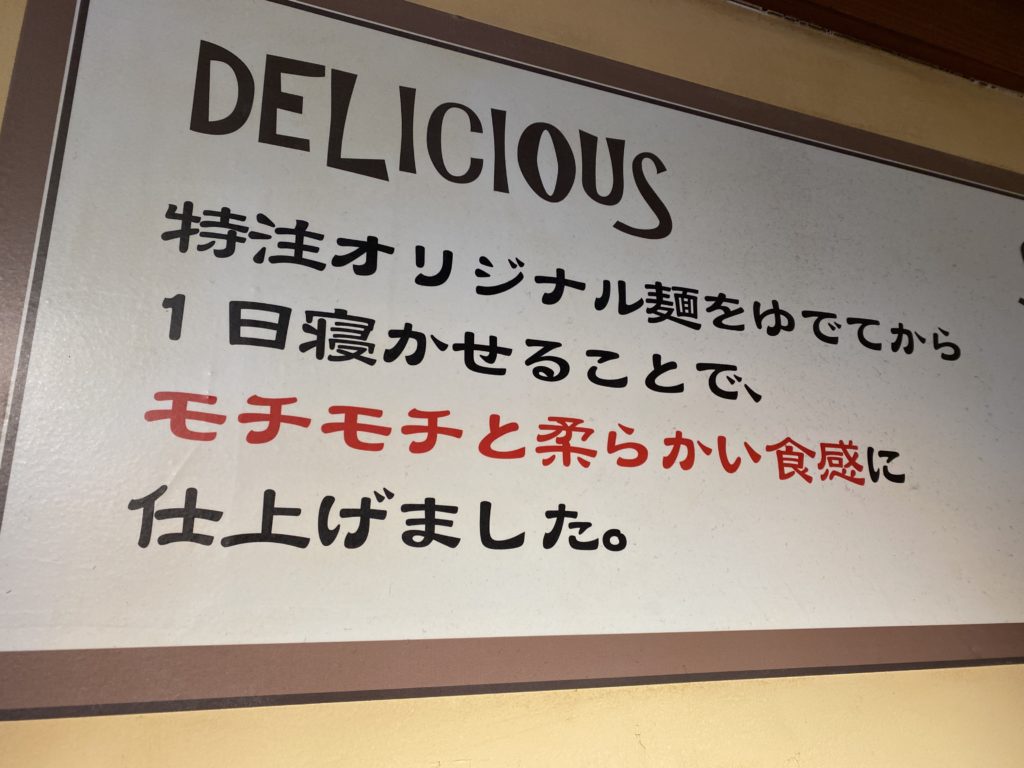 DELICIOUS
特注オリジナル麺をゆでてから
1日寝かせることで、
モチモチと柔らかい食感に
仕上げました。